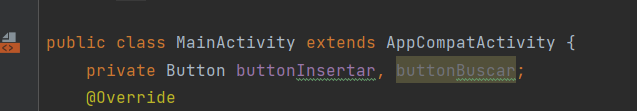 public class MainActivity extends AppCompatActivity {
private Button buttonInsertar, buttonBuscar;
@Override